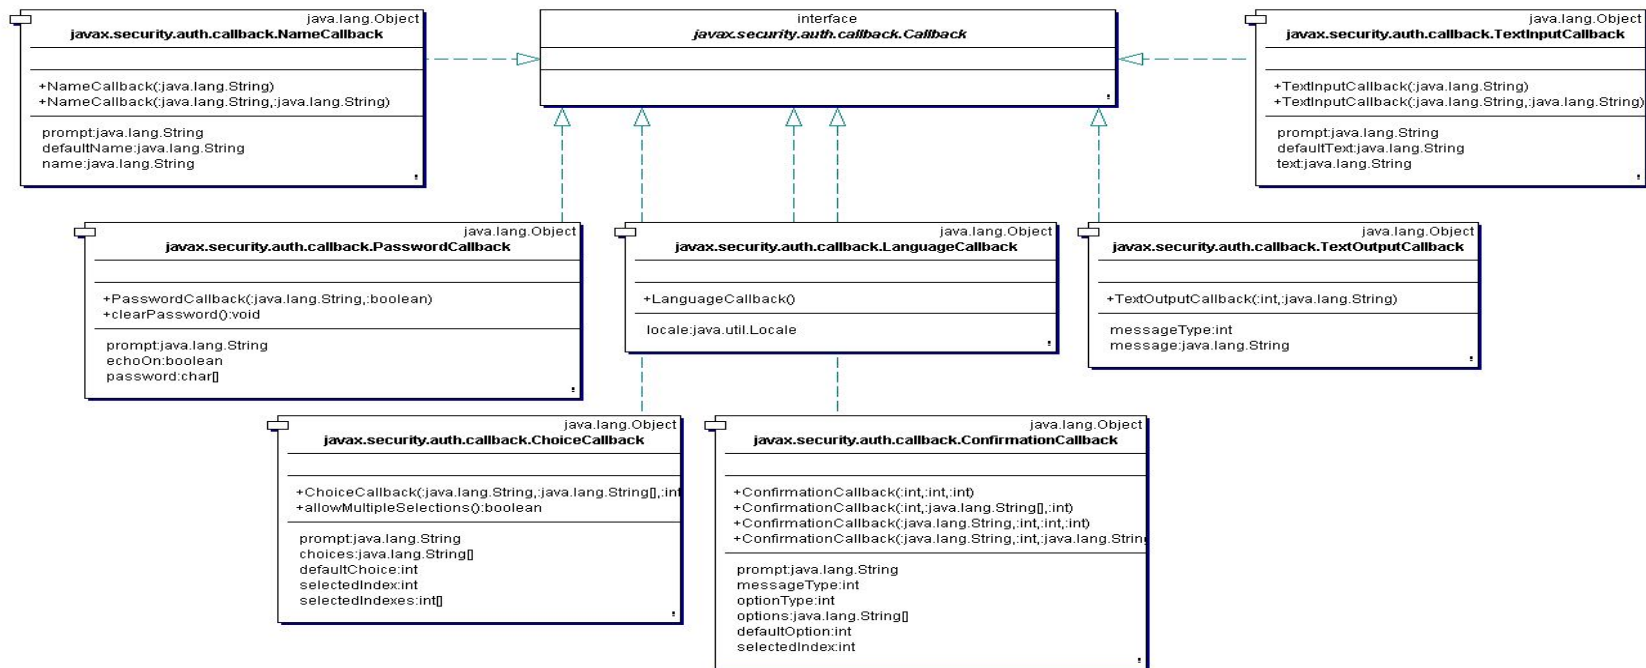 java.lang.Object
javax.security.auth.callback.NameCallback
+NameCallback(:java.lang.String)
+NameCallback(:java.lang.String,:java.lang.String)
prompt:java.lang.String
defaultName:java.lang.String
name:java.lang.String
interface
javax.security.auth.callback.Callback
java.lang.Object
javax.security.auth.callback.TextInputCallback
+TextInputCallback(:java.lang.String)
+TextInputCallback(:java.lang.String,:java.lang.String)
prompt:java.lang.String
defaultText:java.lang.String
text:java.lang.String
java.lang.Object
javax.security.auth.callback.PasswordCallback
+PasswordCallback(:java.lang.String,:boolean)
+clearPassword():void
prompt:java.lang.String
echoOn:boolean
password:char[]
java.lang.Object
javax.security.auth.callback.LanguageCallback
+LanguageCallback()
locale:java.util.Locale
java.lang.Object
javax.security.auth.callback.TextOutputCallback
+TextOutputCallback(:int,:java.lang.String)
messageType:int
message:java.lang.String
java.lang.Object
javax.security.auth.callback.ChoiceCallback
+ChoiceCallback(:java.lang.String,:java.lang.String[],:int
+allowMultipleSelections():boolean
prompt:java.lang.String
choices:java.lang.String[]
defaultChoice:int
selectedIndex:int
selectedIndexes:int[]
java.lang.Object
javax.security.auth.callback.ConfirmationCallback
+ConfirmationCallback(:int,:int,:int)
+ConfirmationCallback(:int,:java.lang.String[],:int)
+ConfirmationCallback(:java.lang.String,:int,:int,:int)
+ConfirmationCallback(:java.lang.String,:int,:java.lang.String
prompt:java.lang.String
messageType:int
optionType:int
options:java.lang.String[]
defaultOption:int
selectedIndex:int